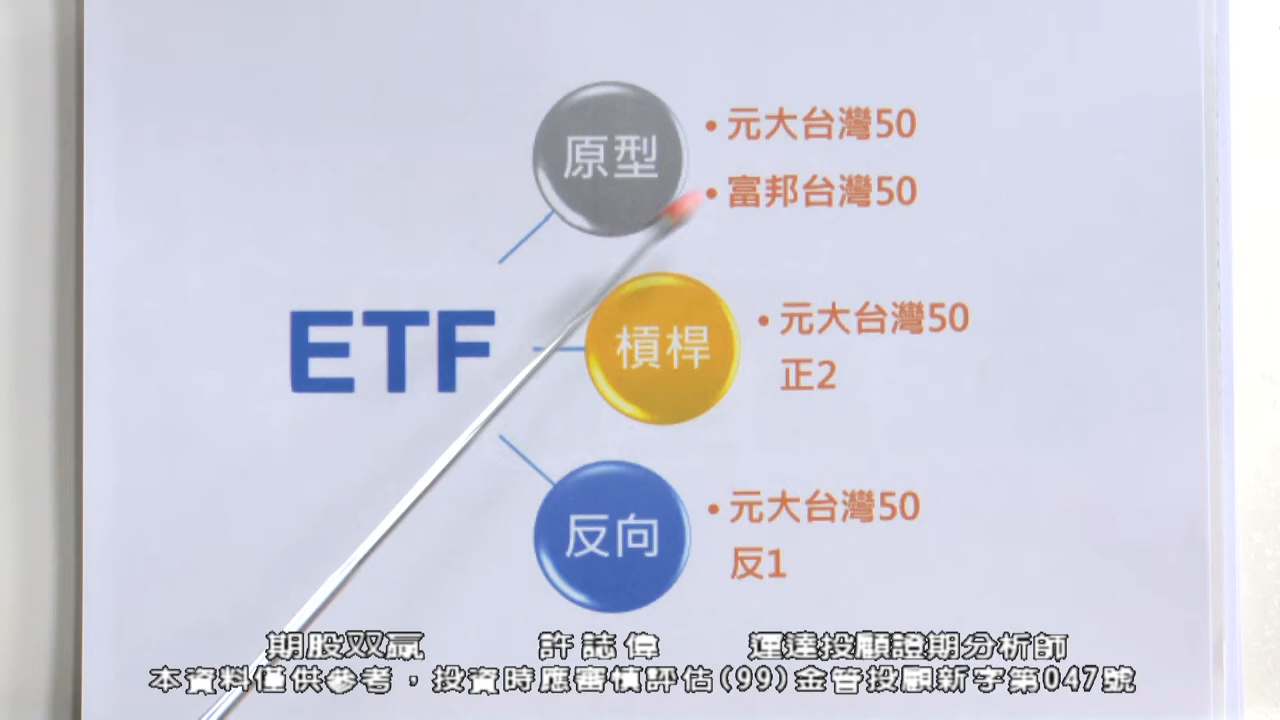 原型
• 元大台灣50
• 富邦台灣50
ETF
槓桿
• 元大台灣50
正2
反向
• 元大台灣50
反1
期股双赢 許誌偉 運達投顧證期分析師
本資料僅供參考，投資時應審慎評估(99)金管投顧新字第047號